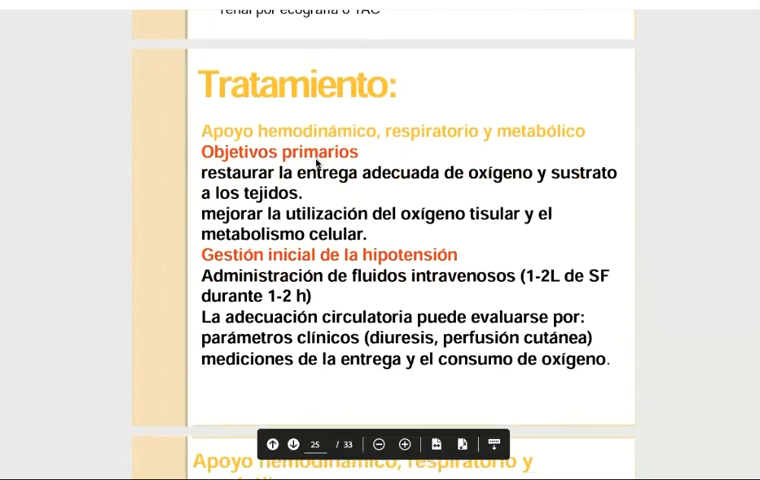 renal por ecografía o TAC
Tratamiento:
Apoyo hemodinámico, respiratorio y metabólico
Objetivos primarios
restaurar la entrega adecuada de oxígeno y sustrato
a los tejidos.
mejorar la utilización del oxígeno tisular y el
metabolismo celular.
Gestión inicial de la hipotensión
Administración de fluidos intravenosos (1-2L de SF
durante 1-2 h)
La adecuación circulatoria puede evaluarse por:
parámetros clínicos (diuresis, perfusión cutánea)
mediciones de la entrega y el consumo de oxígeno.
25 / 33
Apoyo hemodinámico, respiratorio y